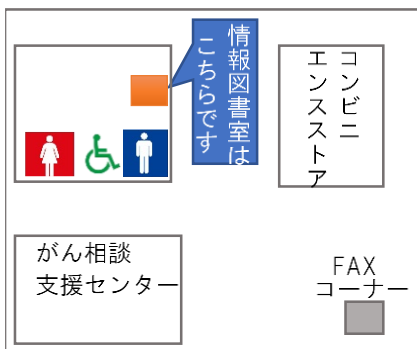 情報図書室は
こちらです
コンビニ
エンスストア
がん相談
支援センター
FAX
コーナー